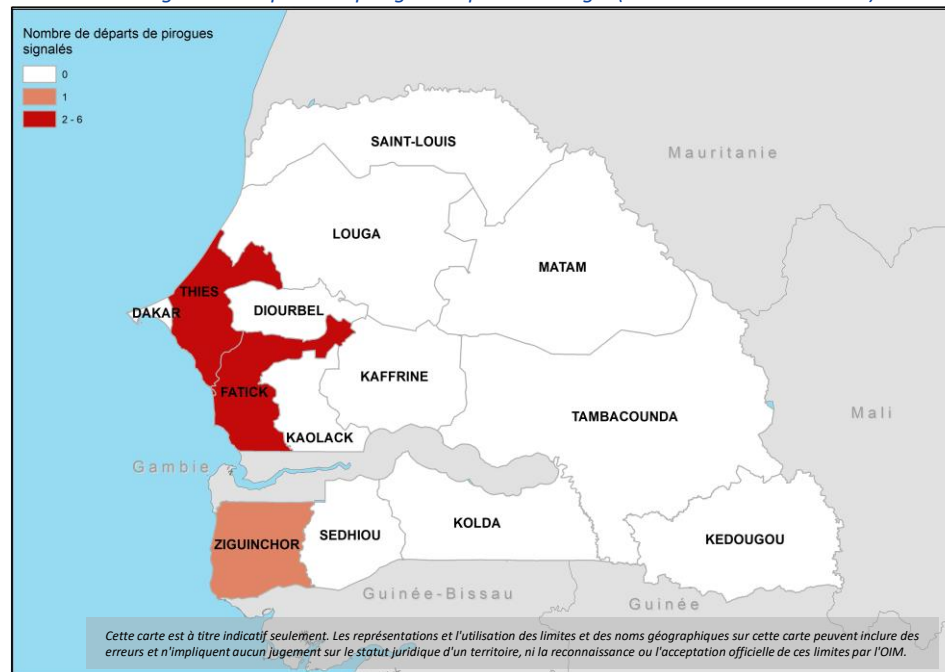 Nombre de départs de pirogues
signalés
0
1
2 - 6
SAINT-LOUIS
Mauritanie
LOUGA
MATAM
THIES
DAKAR
DIOURBEL
KAFFRINE
FATICK
TAMBACOUNDA
Mali
KAOLACK
Gambie
ZIGUINCHOR
SEDHIOU
KOLDA
KEDOUGOU
Guinée-Bissau
Guinée
Cette carte est à titre indicatif seulement. Les représentations et l'utilisation des limites et des noms géographiques sur cette carte peuvent inclure des
erreurs et n'impliquent aucun jugement sur le statut juridique d'un territoire, ni la reconnaissance ou l'acceptation officielle de ces limites par l'OIM.